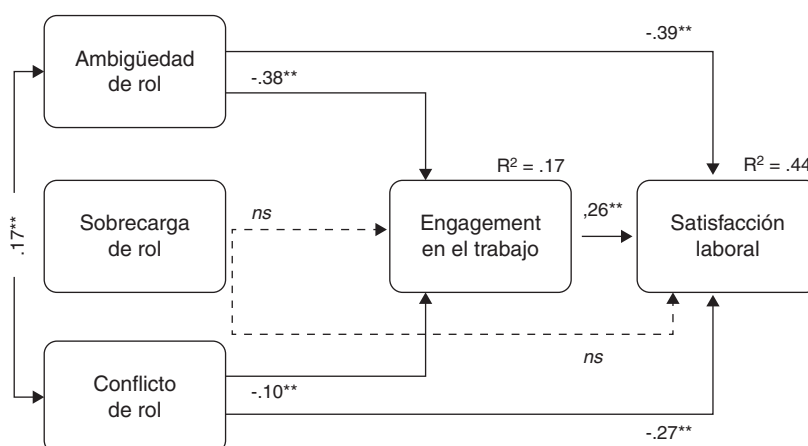 -.39**
Ambigüedad
de rol
-.38**
R² = .17
R² = .44
.17**
Sobrecarga
de rol
ns
Engagement
en el trabajo
,26**
Satisfacción
laboral
ns
Conflicto
de rol
-.10**
-.27**